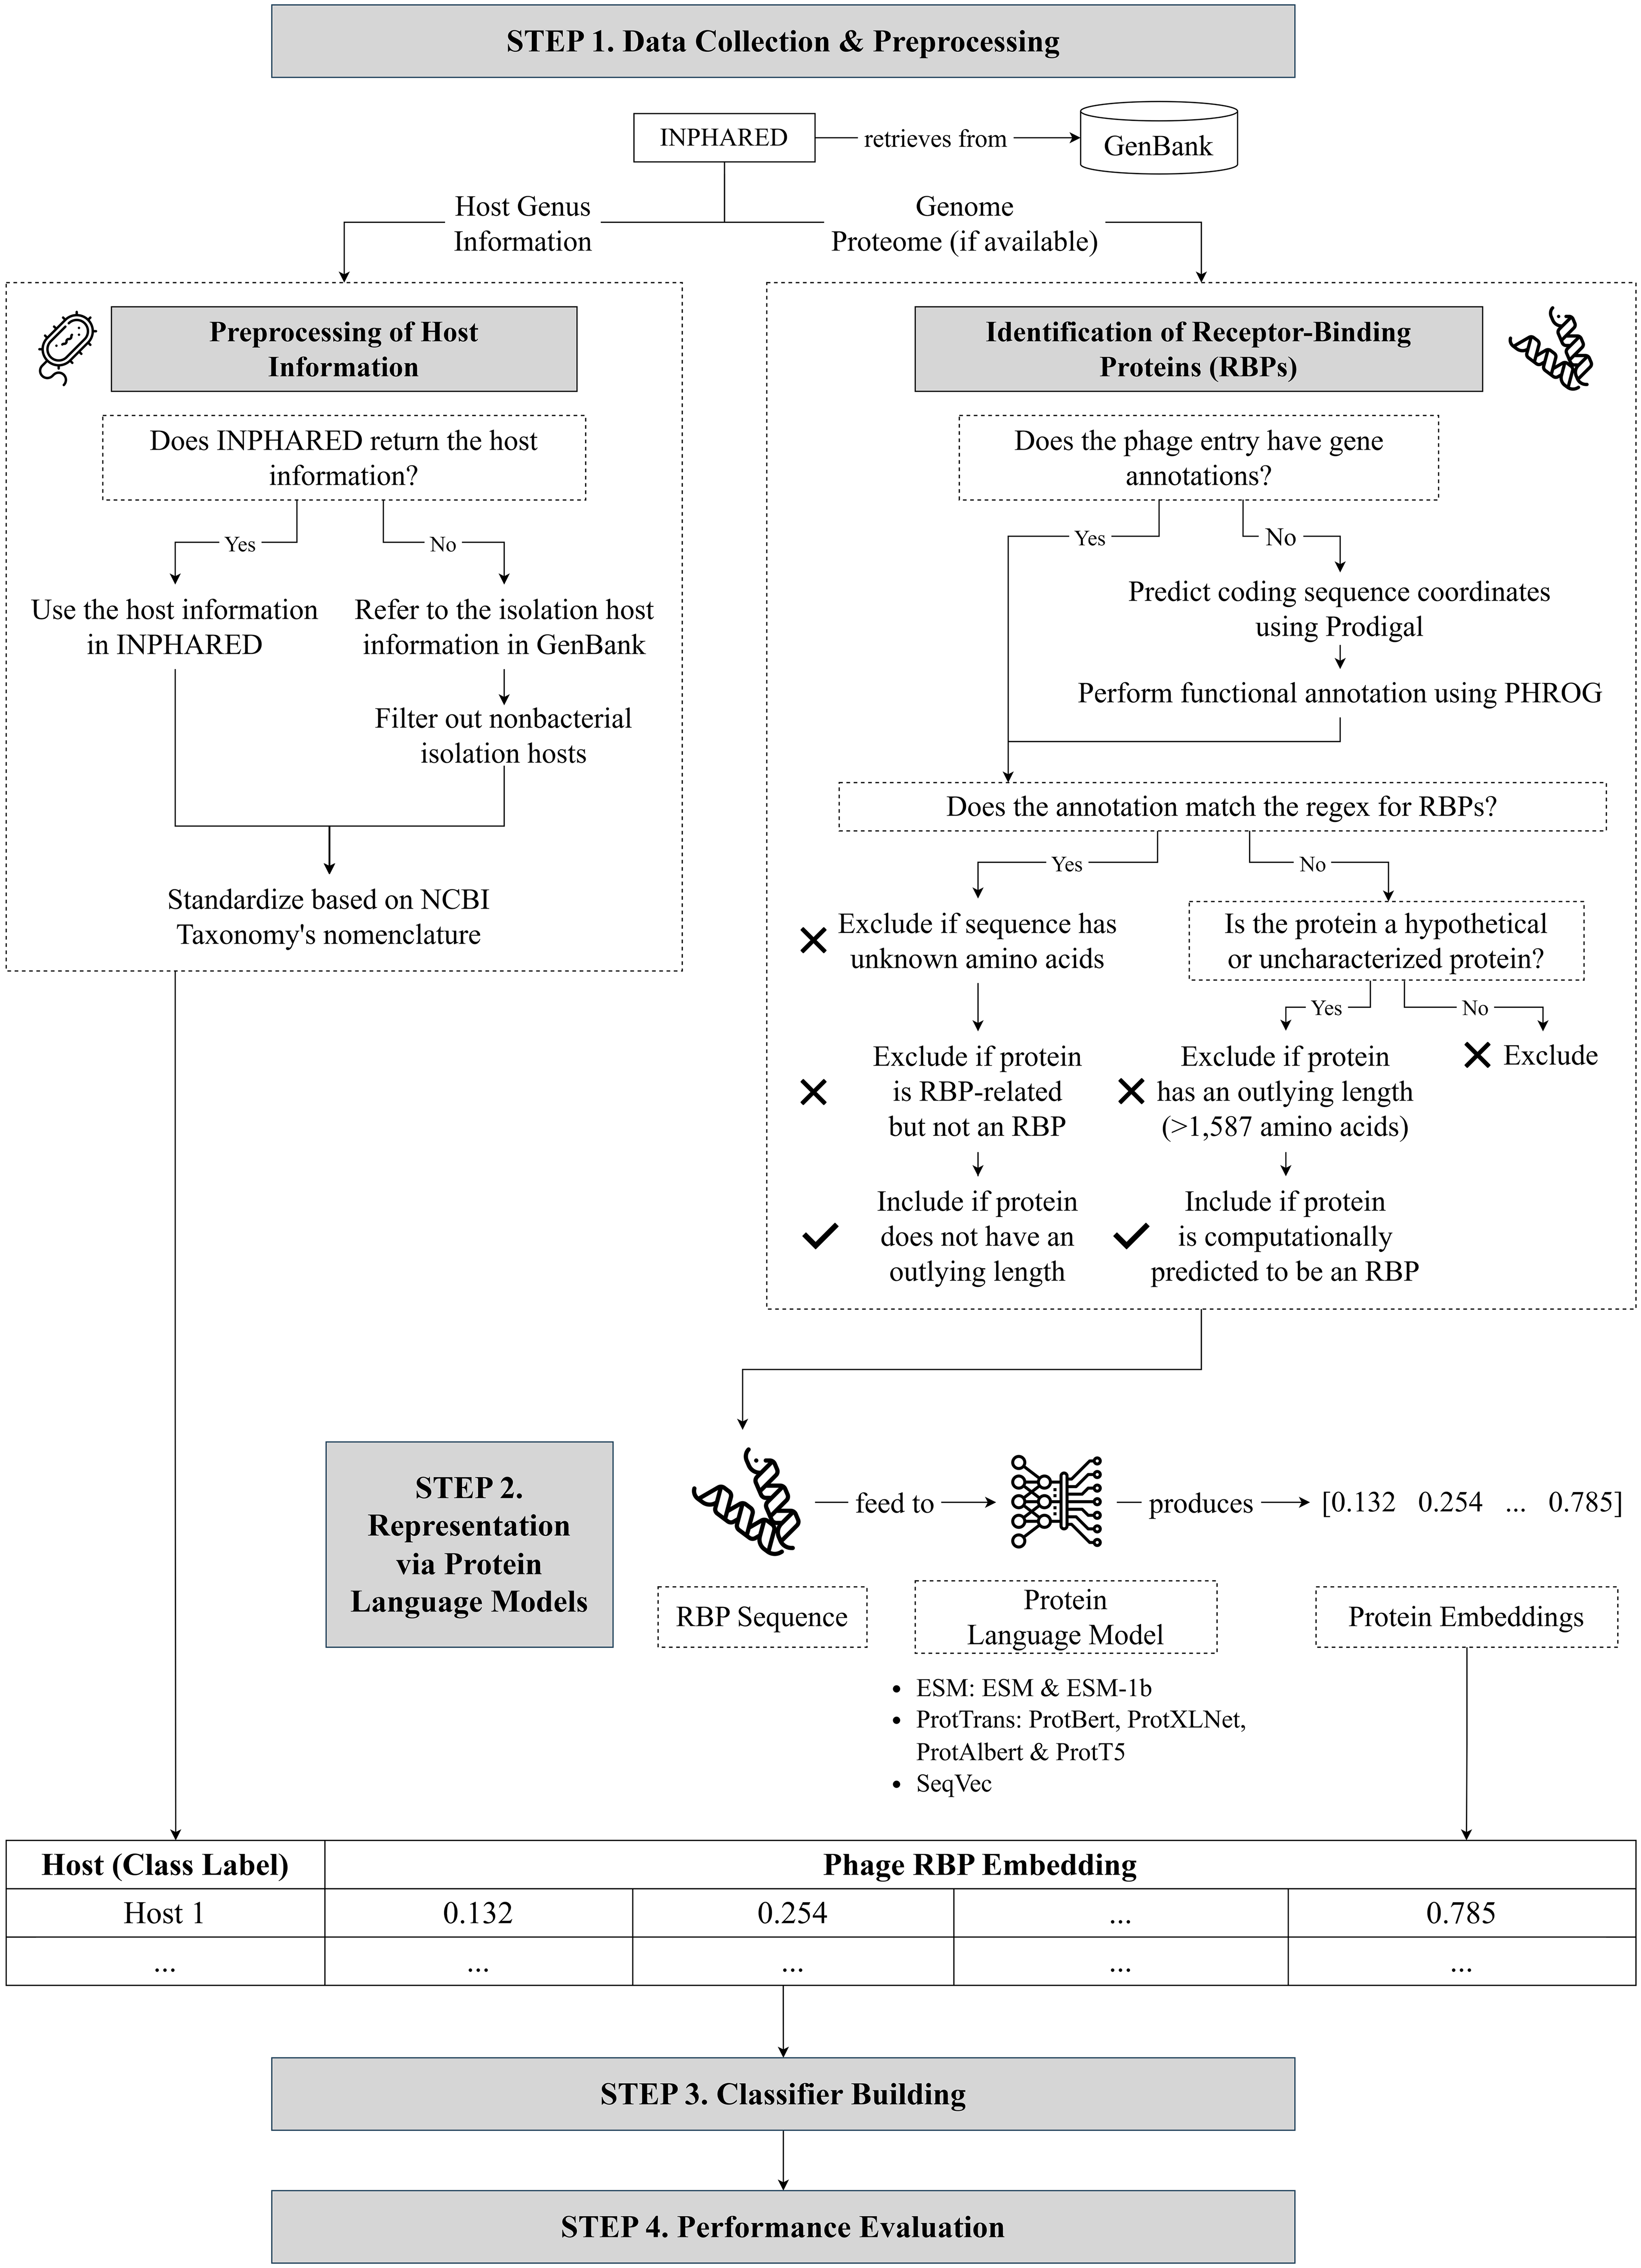 STEP 1. Data Collection & Preprocessing
INPHARED
retrieves from
GenBank
Host Genus
Information
Genome
Proteome (if available)
Preprocessing of Host
Information
Does INPHARED return the host
information?
Yes
No
Use the host information
in INPHARED
Refer to the isolation host
information in GenBank
Filter out nonbacterial
isolation hosts
Standardize based on NCBI
Taxonomy's nomenclature
Identification of Receptor-Binding
Proteins (RBPs)
Does the phage entry have gene
annotations?
Yes
No
Predict coding sequence coordinates
using Prodigal
Perform functional annotation using PHROG
Does the annotation match the regex for RBPs?
Yes
No
Exclude if sequence has
unknown amino acids
Exclude if protein
is RBP-related
but not an RBP
Include if protein
does not have an
outlying length
Is the protein a hypothetical
or uncharacterized protein?
Yes
No
Exclude if protein
has an outlying length
(>1,587 amino acids)
Include if protein
is computationally
predicted to be an RBP
Exclude
STEP 2.
Representation
via Protein
Language Models
feed to
produces
[0.132 0.254 ... 0.785]
RBP Sequence
Protein
Language Model
Protein Embeddings
• ESM: ESM & ESM-1b
• ProtTrans: ProtBert, ProtXLNet,
ProtAlbert & ProtT5
• SeqVec
Host (Class Label) Phage RBP Embedding
Host 1 0.132 0.254 ... 0.785
... ... ... ... ...
STEP 3. Classifier Building
STEP 4. Performance Evaluation